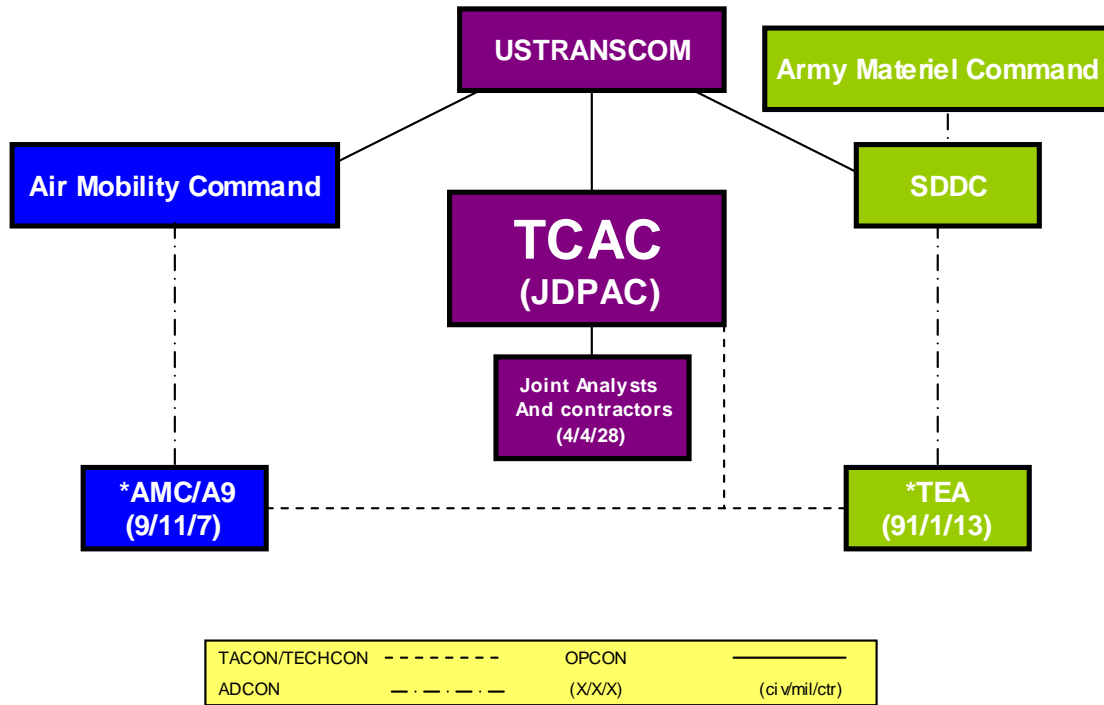 USTRANSCOM
Army Materiel Command
Air Mobility Command
SDDC
TCAC
(JDPAC)
Joint Analysts
And contractors
(4/4/28)
*AMC/A9
(9/11/7)
*TEA
(91/1/13)
TACON/TECHCON OPCON
ADCON (X/X/X) (civ/mil/ctr)